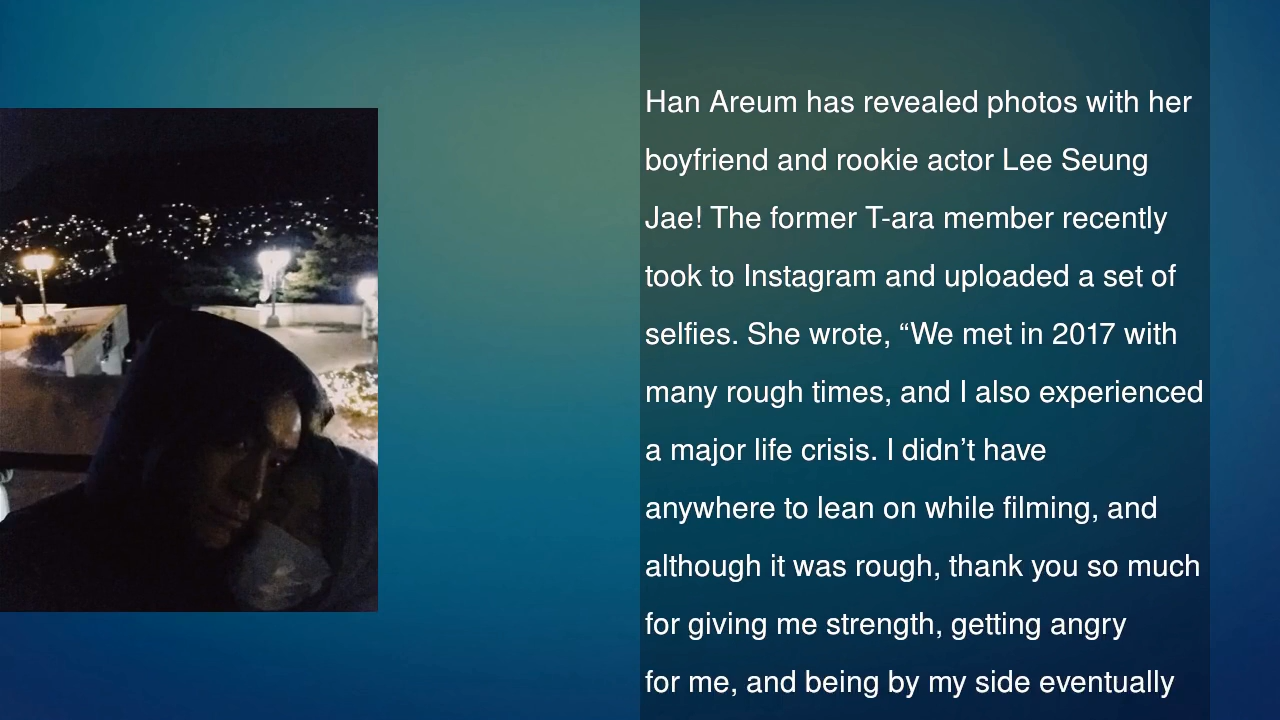 Han Areum has revealed photos with her
boyfriend and rookie actor Lee Seung
Jae! The former T-ara member recently
took to Instagram and uploaded a set of
selfies. She wrote, “We met in 2017 with
many rough times, and I also experienced
a major life crisis. I didn’t have
anywhere to lean on while filming, and
although it was rough, thank you so much
for giving me strength, getting angry
for me, and being by my side eventually